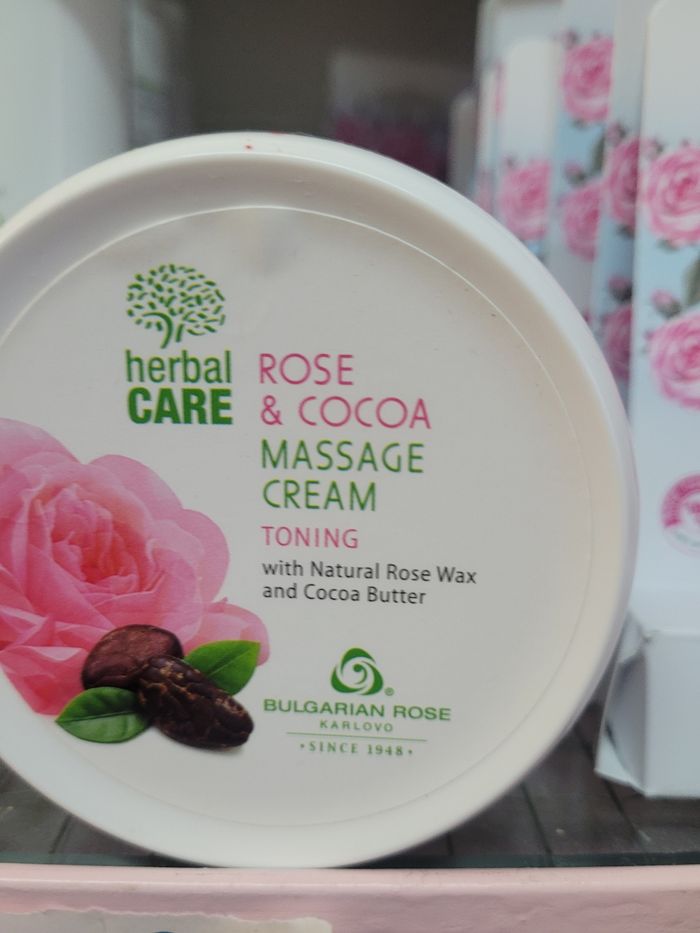 herbal
CARE
ROSE
& COCOA
MASSAGE
CREAM
TONING
with Natural Rose Wax
and Cocoa Butter
®
BULGARIAN ROSE
KARLOVO
•SINCE 1948•